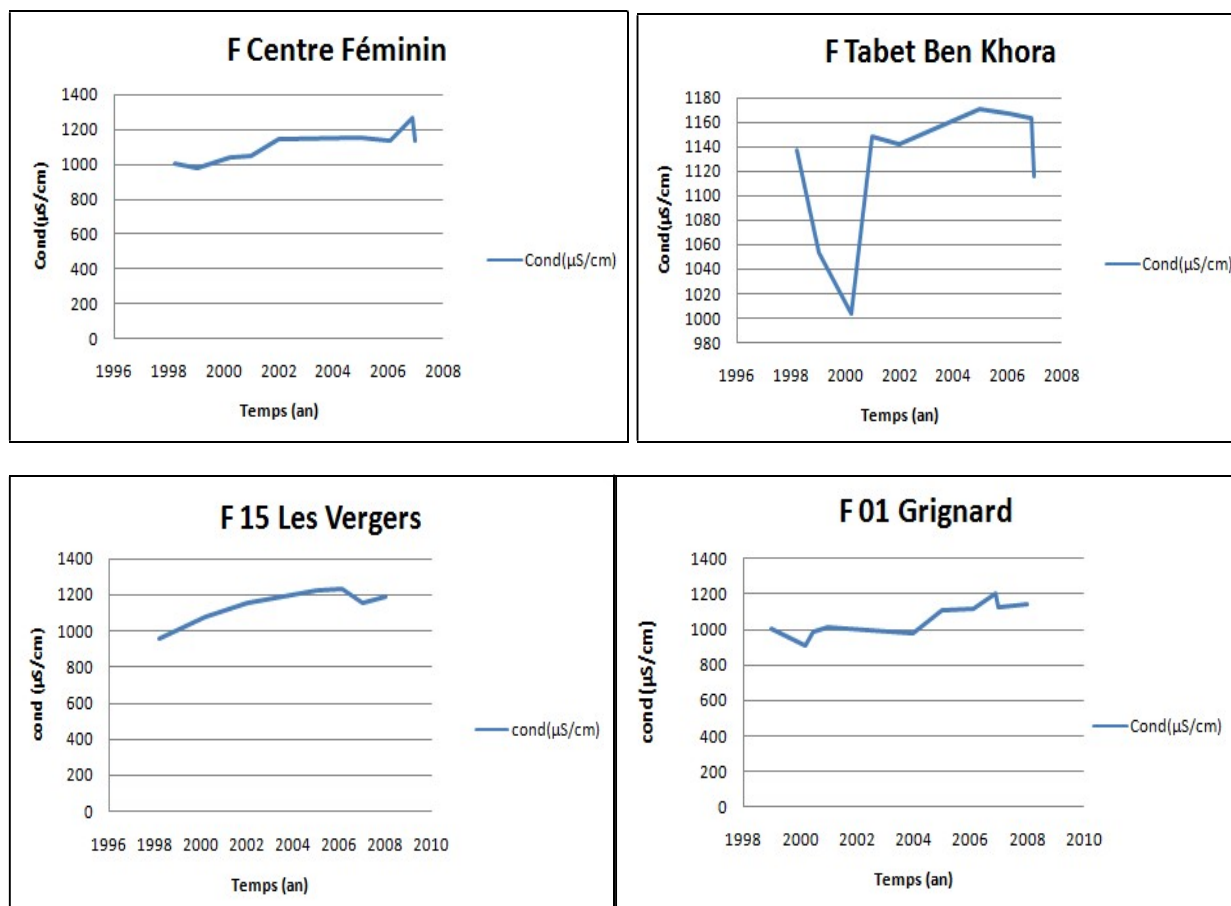 F Centre Féminin
1400
1200
1000
800
600
400
200
0
Cond(µS/cm)
1996 1998 2000 2002 2004 2006 2008
Temps (an)
Cond(µS/cm)
F Tabet Ben Khora
1180
1160
1140
1120
1100
1080
1060
1040
1020
1000
980
Cond(µS/cm)
1996 1998 2000 2002 2004 2006 2008
Temps (an)
Cond(µS/cm)
F 15 Les Vergers
1400
1200
1000
800
600
400
200
0
cond (µS/cm)
1996 1998 2000 2002 2004 2006 2008 2010
Temps (an)
cond(µS/cm)
F 01 Grignard
1400
1200
1000
800
600
400
200
0
cond(µS/cm)
1998 2000 2002 2004 2006 2008 2010
Temps (an)
Cond(µS/cm)